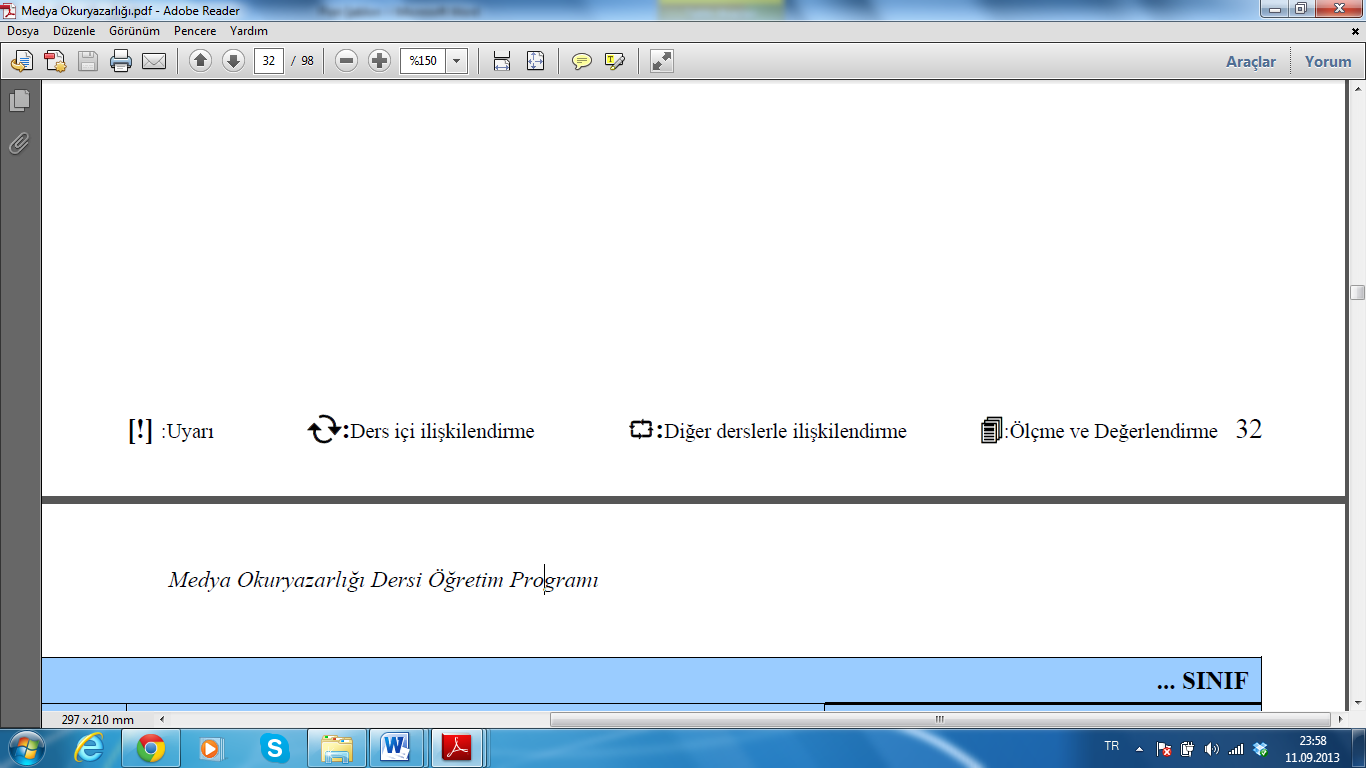 Medya Okuryazarlığı.pdf - Adobe Reader
Dosya Düzenle Görünüm Pencere Yardım
32 / 98 %150 Araçlar Yorum
[!] :Uyarı :Ders içi ilişkilendirme :Diğer derslerle ilişkilendirme :Ölçme ve Değerlendirme 32
Medya Okuryazarlığı Dersi Öğretim Programı
... SINIF
297 x 210 mm
TR 23:58
11.09.2013